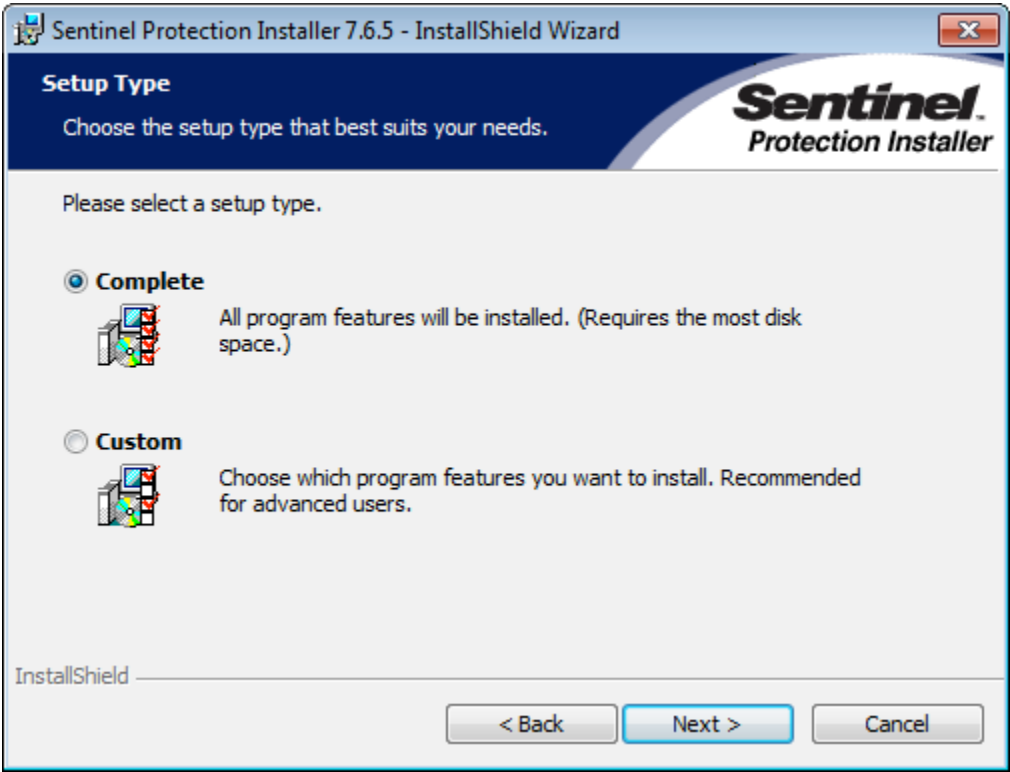 Sentinel Protection Installer 7.6.5 - InstallShield Wizard
Setup Type
Choose the setup type that best suits your needs.
Sentinel.
Protection Installer
Please select a setup type.
Complete
All program features will be installed. (Requires the most disk
space.)
Custom
Choose which program features you want to install. Recommended
for advanced users.
InstallShield
< Back
Next >
Cancel